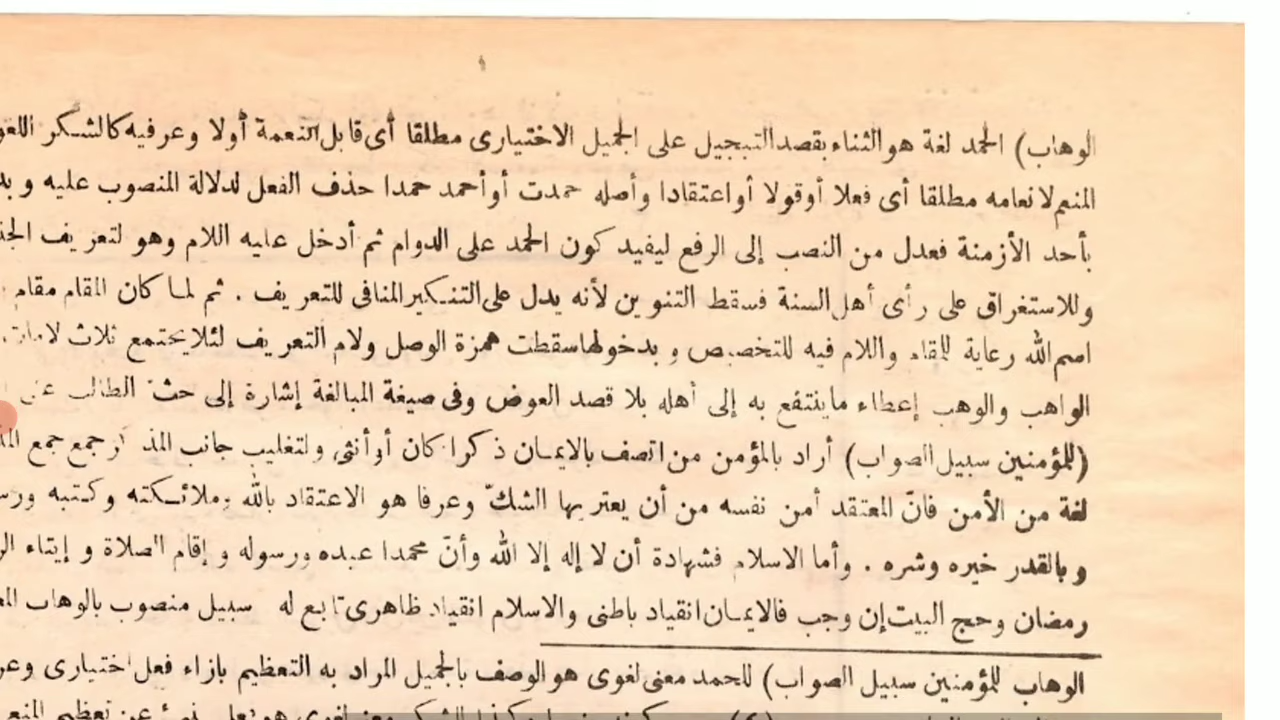 الوهاب) الحمد لغة هو الثناء بقصد التبجيل على الجميل الاختيارى مطلقا أى قابل النعمة أولا وعرفيه كالشكر
المنعم لانعامه مطلقا أى فعلا أوقولا أواعتقادا وأصله حمدت أوأحمد حمدا حذف الفعل لدلالة المنصوب عليه
بأحد الأزمنة فعدل من النصب إلى الرفع ليفيد كون الحمد على الدوام ثم أدخل عليه اللام وهو لتعريف
وللاستغراق على رأى أهل السنة فسقط التنوين لأنه يدل على التنكير المنافى للتعريف . ثم لما كان المقام مقام
اسم الله رعاية للمقام واللام فيه للتخصيص و بدخولها سقطت همزة الوصل ولام التعريف لئلا يجتمع ثلاث لامات
الواهب والوهب إعطاء ماينتفع به إلى أهله بلا قصد العوض وفى صيغة المبالغة إشارة إلى حث الطالب
(للمؤمنين سبيل الصواب) أراد بالمؤمن من اتصف بالايمان ذكرا كان أو أنثى ولتغليب جانب جمع جمع
لغة من الأمن فانّ المعتقد أمن نفسه من أن يعتريها الشكّ وعرفا هو الاعتقاد بالله وملائكته وكتبه
وبالقدر خيره وشره . وأما الاسلام فشهادة أن لا إله إلا الله وأنّ محمدا عبده ورسوله و إقام الصلاة و إيتاء
رمضان وحج البيت إن وجب فالايمان انقياد باطنى والاسلام انقياد ظاهرى تابع له سبيل منصوب بالوهاب
الوهاب للمؤمنين سبيل الصواب) للحمد معنى لغوى هو الوصف بالجميل المراد به التعظيم بازاء فعل اختيارى